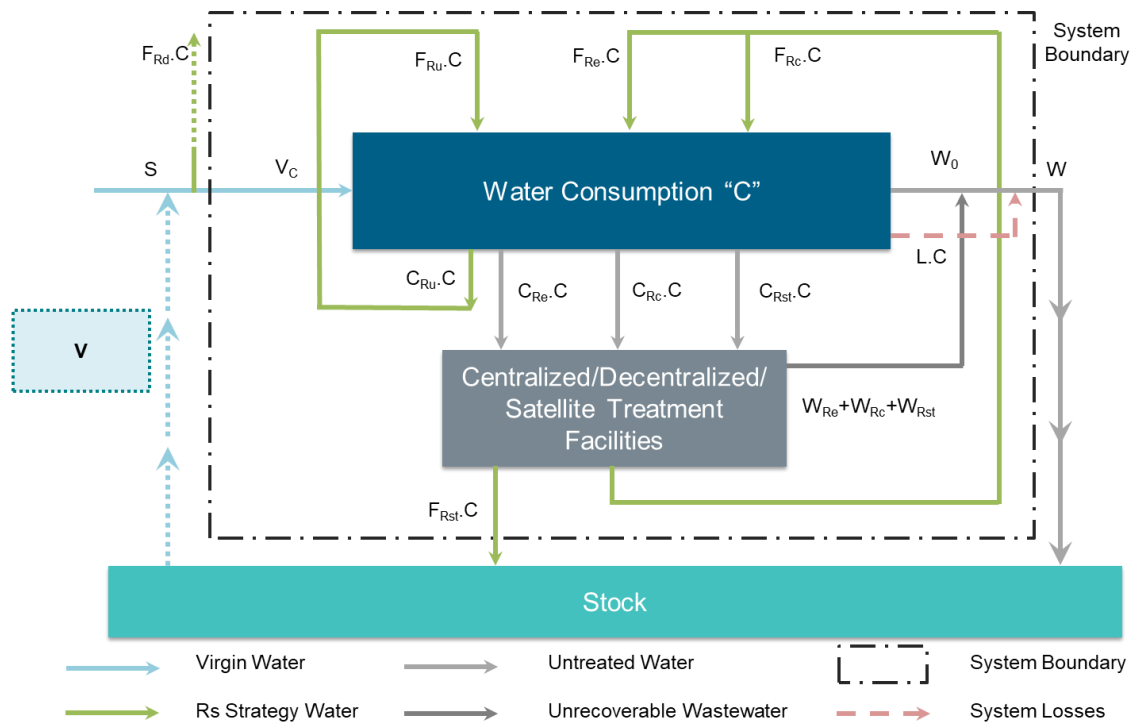 System
Boundary
F_Rd.C
F_Ru.C
F_Re.C
F_Rc.C
S
V_C
Water Consumption “C”
W_0
W
L.C
C_Ru.C
C_Re.C
C_Rc.C
C_Rst.C
V
Centralized/Decentralized/
Satellite Treatment
Facilities
W_Re+W_Rc+W_Rst
F_Rst.C
Stock
Virgin Water
Untreated Water
System Boundary
Rs Strategy Water
Unrecoverable Wastewater
System Losses